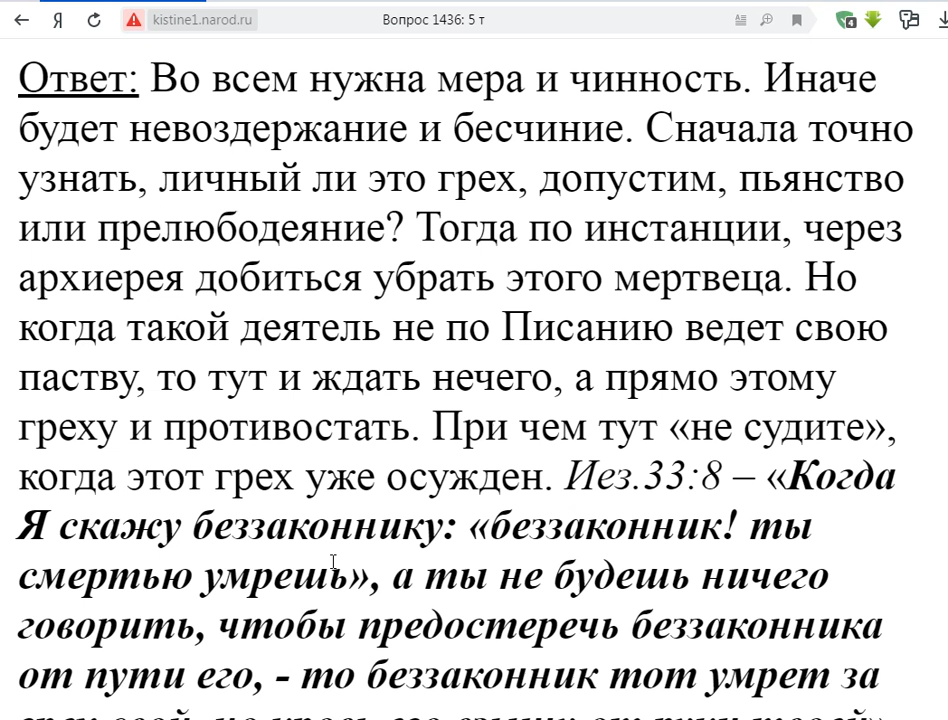 kistine1.narod.ru Вопрос 1436: 5 т
Ответ: Во всем нужна мера и чинность. Иначе
будет невоздержание и бесчиние. Сначала точно
узнать, личный ли это грех, допустим, пьянство
или прелюбодеяние? Тогда по инстанции, через
архиерея добиться убрать этого мертвеца. Но
когда такой деятель не по Писанию ведет свою
паству, то тут и ждать нечего, а прямо этому
греху и противостать. При чем тут «не судите»,
когда этот грех уже осужден. Иез.33:8 – «Когда
Я скажу беззаконнику: «беззаконник! ты
смертью умрешь», а ты не будешь ничего
говорить, чтобы предостеречь беззаконника
от пути его, - то беззаконник тот умрет за